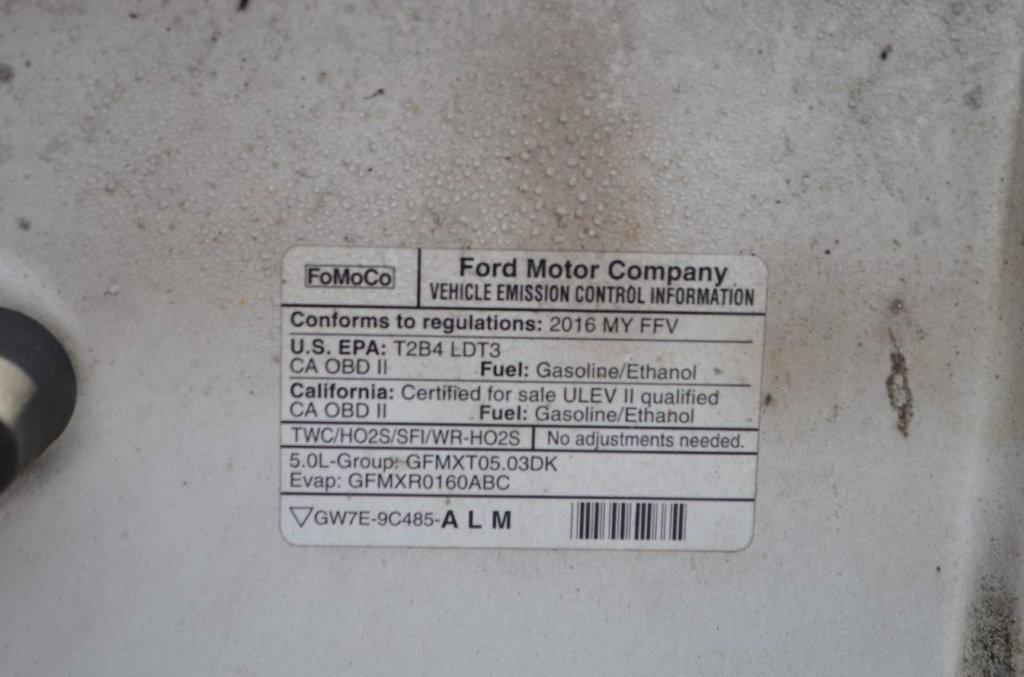 FoMoCo
Ford Motor Company
VEHICLE EMISSION CONTROL INFORMATION
Conforms to regulations: 2016 MY FFV
U.S. EPA: T2B4 LDT3
CA OBD II Fuel: Gasoline/Ethanol
California: Certified for sale ULEV II qualified
CA OBD II Fuel: Gasoline/Ethanol
TWC/HO2S/SFI/WR-HO2S No adjustments needed.
5.0L-Group: GFMXT05.03DK
Evap: GFMXR0160ABC
GW7E-9C485-A L M